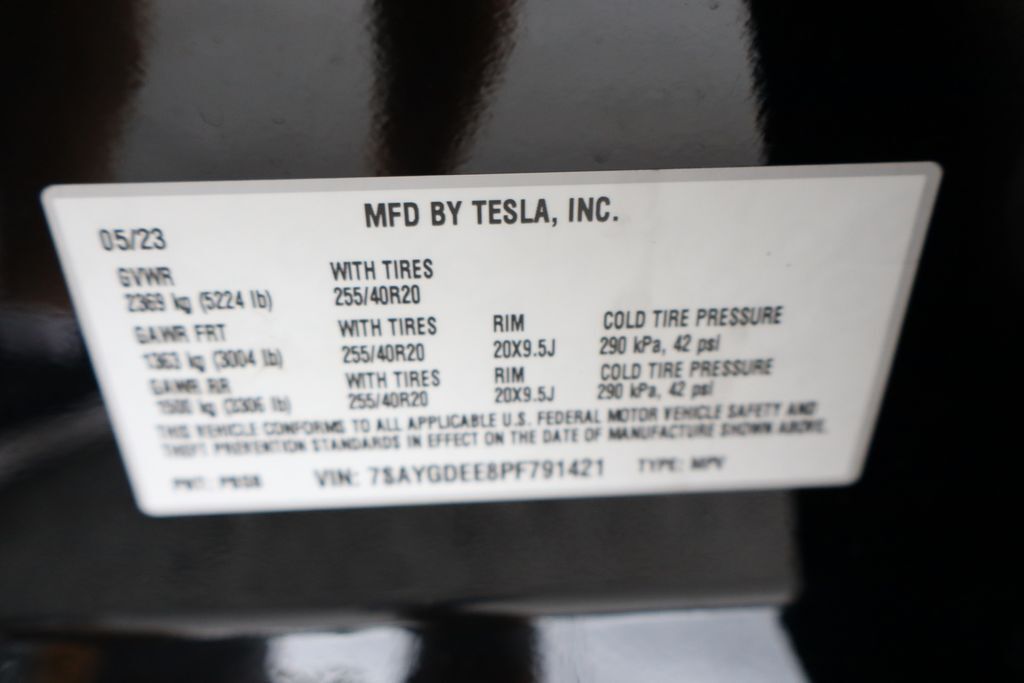 MFD BY TESLA, INC.
05/23
GVWR WITH TIRES
2369 kg (5224 lb) 255/40R20
GAWR FRT WITH TIRES RIM COLD TIRE PRESSURE
1363 kg (3004 lb) 255/40R20 20X9.5J 290 kPa, 42 psi
GAWR RR WITH TIRES RIM COLD TIRE PRESSURE
1500 kg (3306 lb) 255/40R20 20X9.5J 290 kPa, 42 psi
THIS VEHICLE CONFORMS TO ALL APPLICABLE U.S. FEDERAL MOTOR VEHICLE SAFETY AND
THEFT PREVENTION STANDARDS IN EFFECT ON THE DATE OF MANUFACTURE SHOWN ABOVE.
PNT: VIN: 7SAYGDEE8PF791421 TYPE: MPV